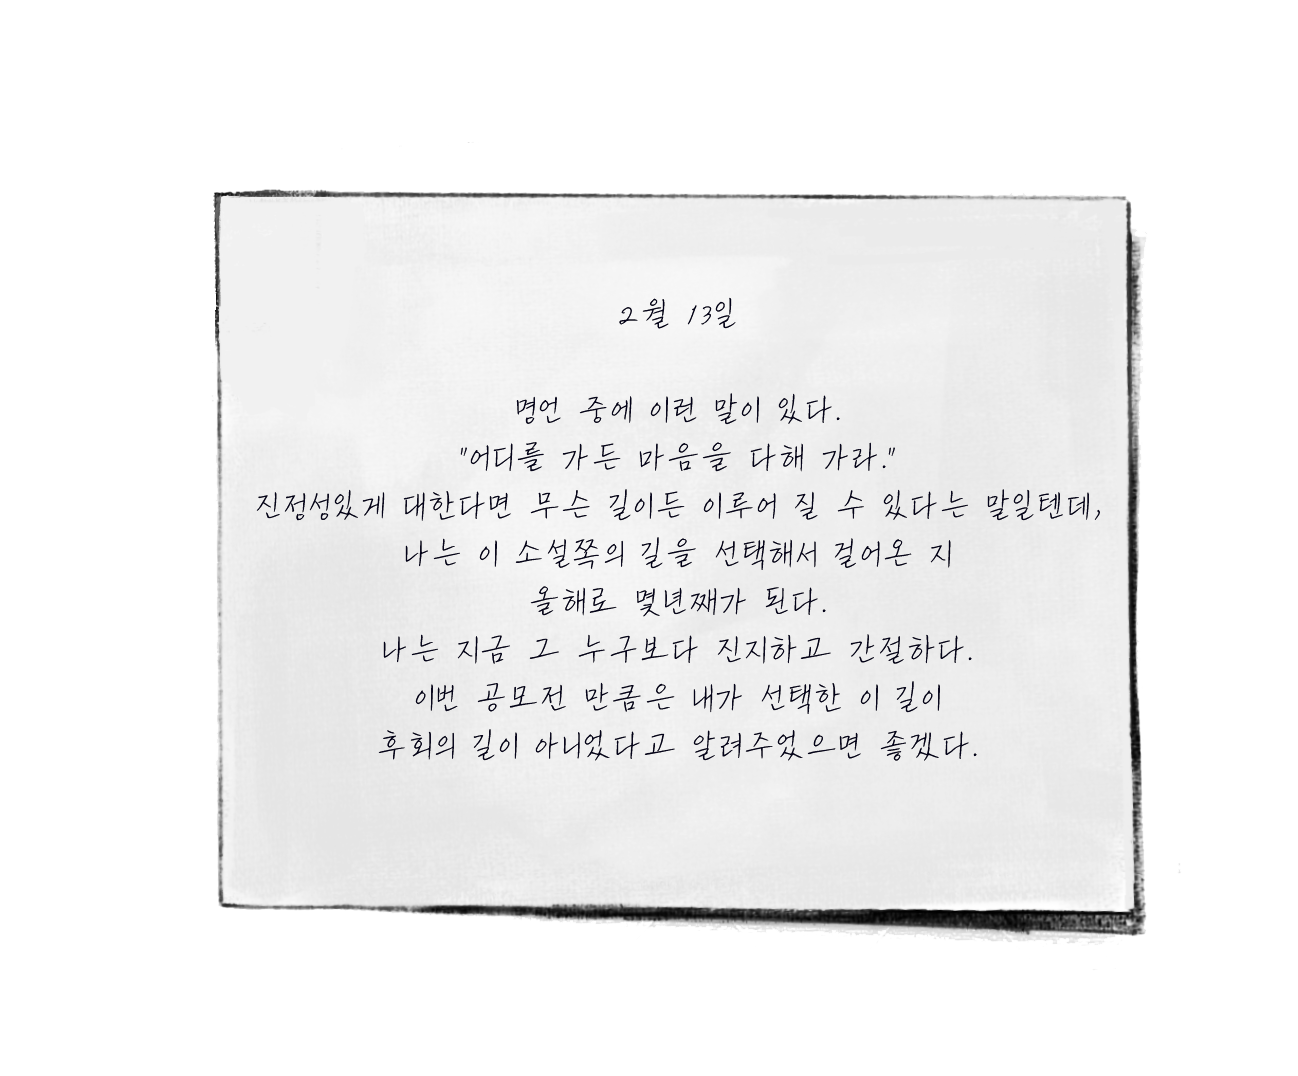 2월 13일
명언 중에 이런 말이 있다.
"어디를 가든 마음을 다해 가라."
진정성있게 대한다면 무슨 길이든 이루어 질 수 있다는 말일텐데,
나는 이 소설쪽의 길을 선택해서 걸어온 지
올해로 몇년째가 된다.
나는 지금 그 누구보다 진지하고 간절하다.
이번 공모전 만큼은 내가 선택한 이 길이
후회의 길이 아니었다고 알려주었으면 좋겠다.